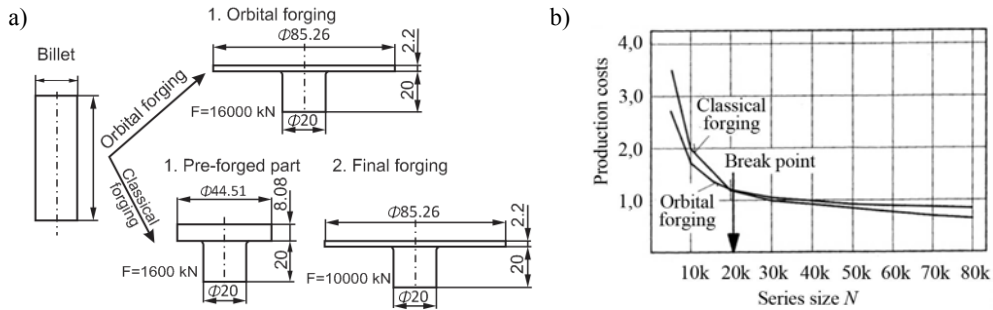 a)
Billet
Orbital forging
Classical
forging
1. Orbital forging
Φ85.26
2.2
20
F=16000 kN
Φ20
1. Pre-forged part
Φ44.51
8.08
20
F=1600 kN
Φ20
2. Final forging
Φ85.26
2.2
20
F=10000 kN
Φ20
b)
Production costs
4,0
3,0
2,0
1,0
Classical
forging
Break point
Orbital
forging
10k 20k 30k 40k 50k 60k 70k 80k
Series size N